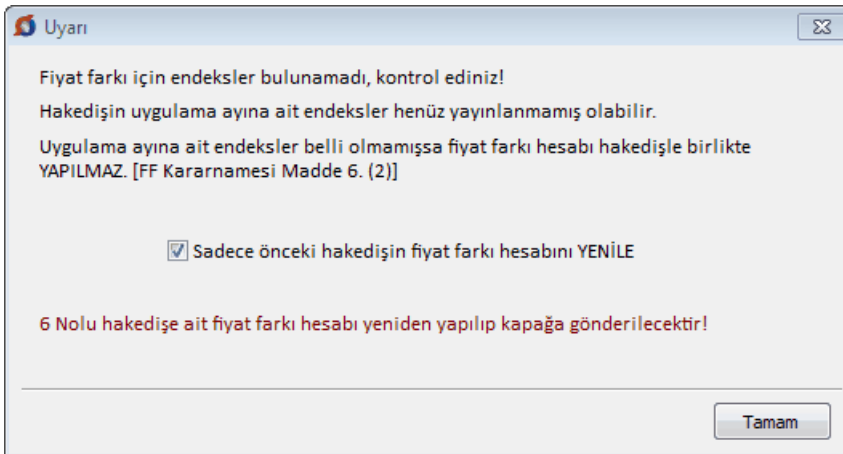 Uyarı
Fiyat farkı için endeksler bulunamadı, kontrol ediniz!
Hakedişin uygulama ayına ait endeksler henüz yayınlanmamış olabilir.
Uygulama ayına ait endeksler belli olmamışsa fiyat farkı hesabı hakedişle birlikte
YAPILMAZ. [FF Kararnamesi Madde 6. (2)]
Sadece önceki hakedişin fiyat farkı hesabını YENİLE
6 Nolu hakedişe ait fiyat farkı hesabı yeniden yapılıp kapağa gönderilecektir!
Tamam